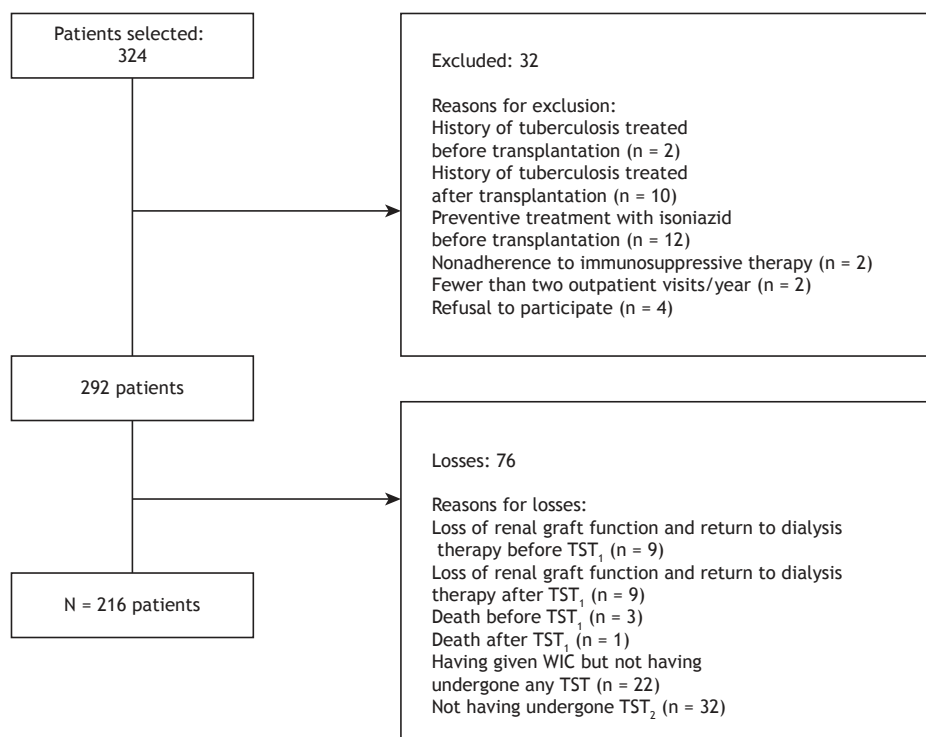 Patients selected:
324
Excluded: 32
Reasons for exclusion:
History of tuberculosis treated
before transplantation (n = 2)
History of tuberculosis treated
after transplantation (n = 10)
Preventive treatment with isoniazid
before transplantation (n = 12)
Nonadherence to immunosuppressive therapy (n = 2)
Fewer than two outpatient visits/year (n = 2)
Refusal to participate (n = 4)
292 patients
Losses: 76
Reasons for losses:
Loss of renal graft function and return to dialysis
therapy before TST₁ (n = 9)
Loss of renal graft function and return to dialysis
therapy after TST₁ (n = 9)
Death before TST₁ (n = 3)
Death after TST₁ (n = 1)
Having given WIC but not having
undergone any TST (n = 22)
Not having undergone TST₂ (n = 32)
N = 216 patients